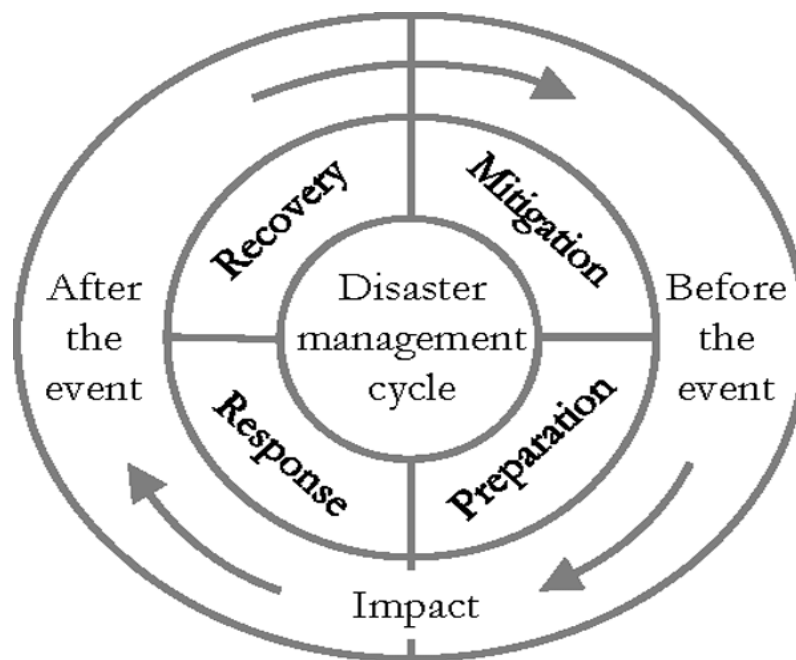 Recovery
Mitigation
After
the
event
Disaster
management
cycle
Before
the
event
Response
Preparation
Impact